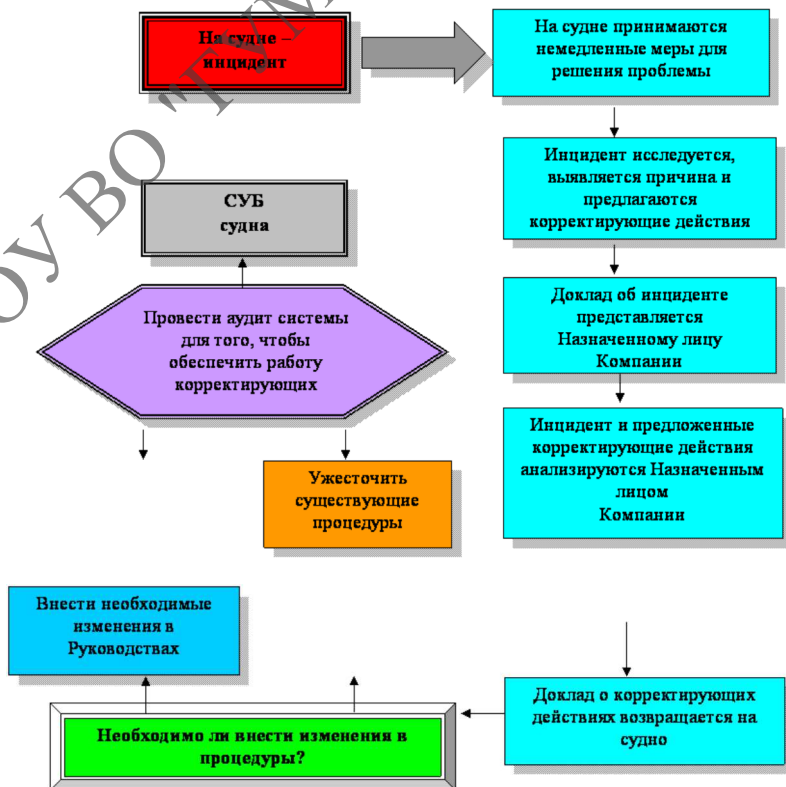 На судне –
инцидент
На судне принимаются
немедленные меры для
решения проблемы
Инцидент исследуется,
выявляется причина и
предлагаются
корректирующие действия
СУБ
судна
Провести аудит системы
для того, чтобы
обеспечить работу
корректирующих
Доклад об инциденте
представляется
Назначенному лицу
Компании
Инцидент и предложенные
корректирующие действия
анализируются Назначенным
лицом
Компании
Ужесточить
существующие
процедуры
Внести необходимые
изменения в
Руководствах
Доклад о корректирующих
действиях возвращается на
судно
Необходимо ли внести изменения в
процедуры?
ВО